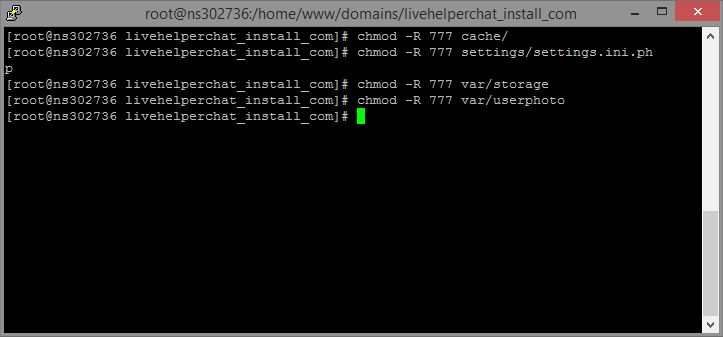 root@ns302736:/home/www/domains/livehelperchat_install_com
[root@ns302736 livehelperchat_install_com]# chmod -R 777 cache/
[root@ns302736 livehelperchat_install_com]# chmod -R 777 settings/settings.ini.ph
p
[root@ns302736 livehelperchat_install_com]# chmod -R 777 var/storage
[root@ns302736 livehelperchat_install_com]# chmod -R 777 var/userphoto
[root@ns302736 livehelperchat_install_com]#